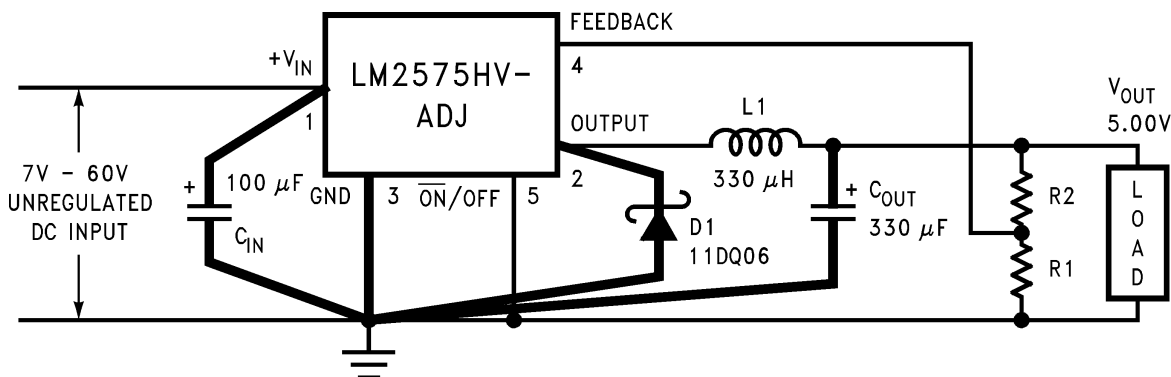 FEEDBACK
+V_IN
LM2575HV-
ADJ
4
1
OUTPUT
L1
V_OUT
5.00V
7V - 60V
UNREGULATED
DC INPUT
+
100 μF
C_IN
GND
3
O̅N̅/OFF
5
2
330 μH
D1
11DQ06
+
C_OUT
330 μF
R2
R1
LOAD